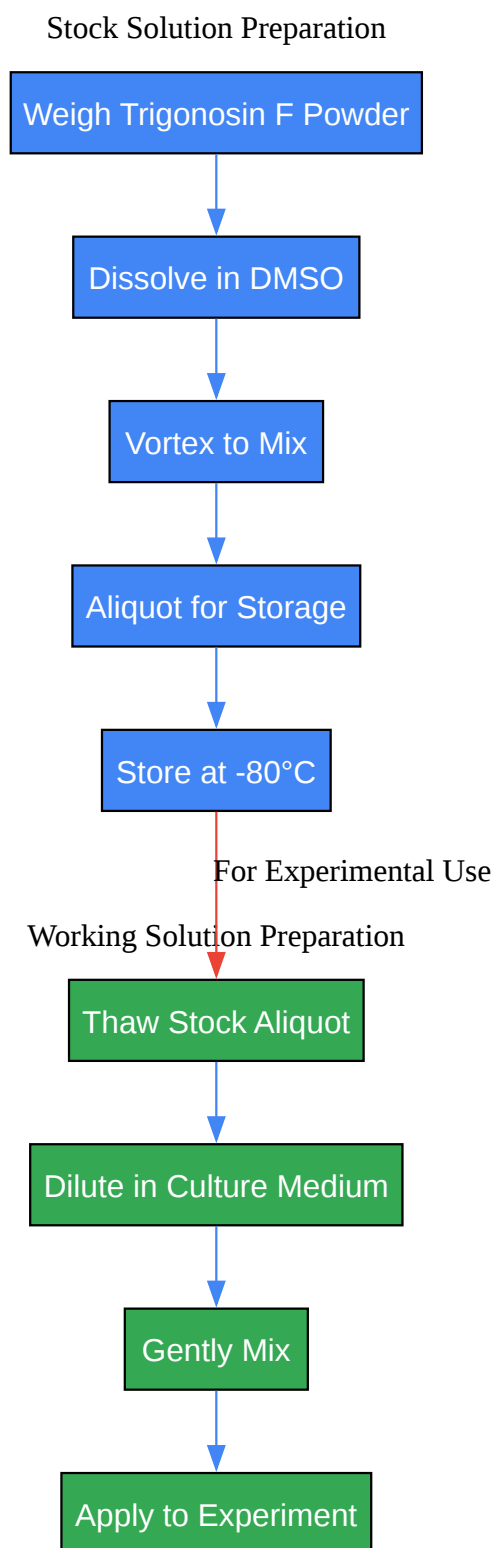 Stock Solution Preparation
Weigh Trigonosin F Powder
Dissolve in DMSO
Vortex to Mix
Aliquot for Storage
Store at -80°C
For Experimental Use
Working Solution Preparation
Thaw Stock Aliquot
Dilute in Culture Medium
Gently Mix
Apply to Experiment